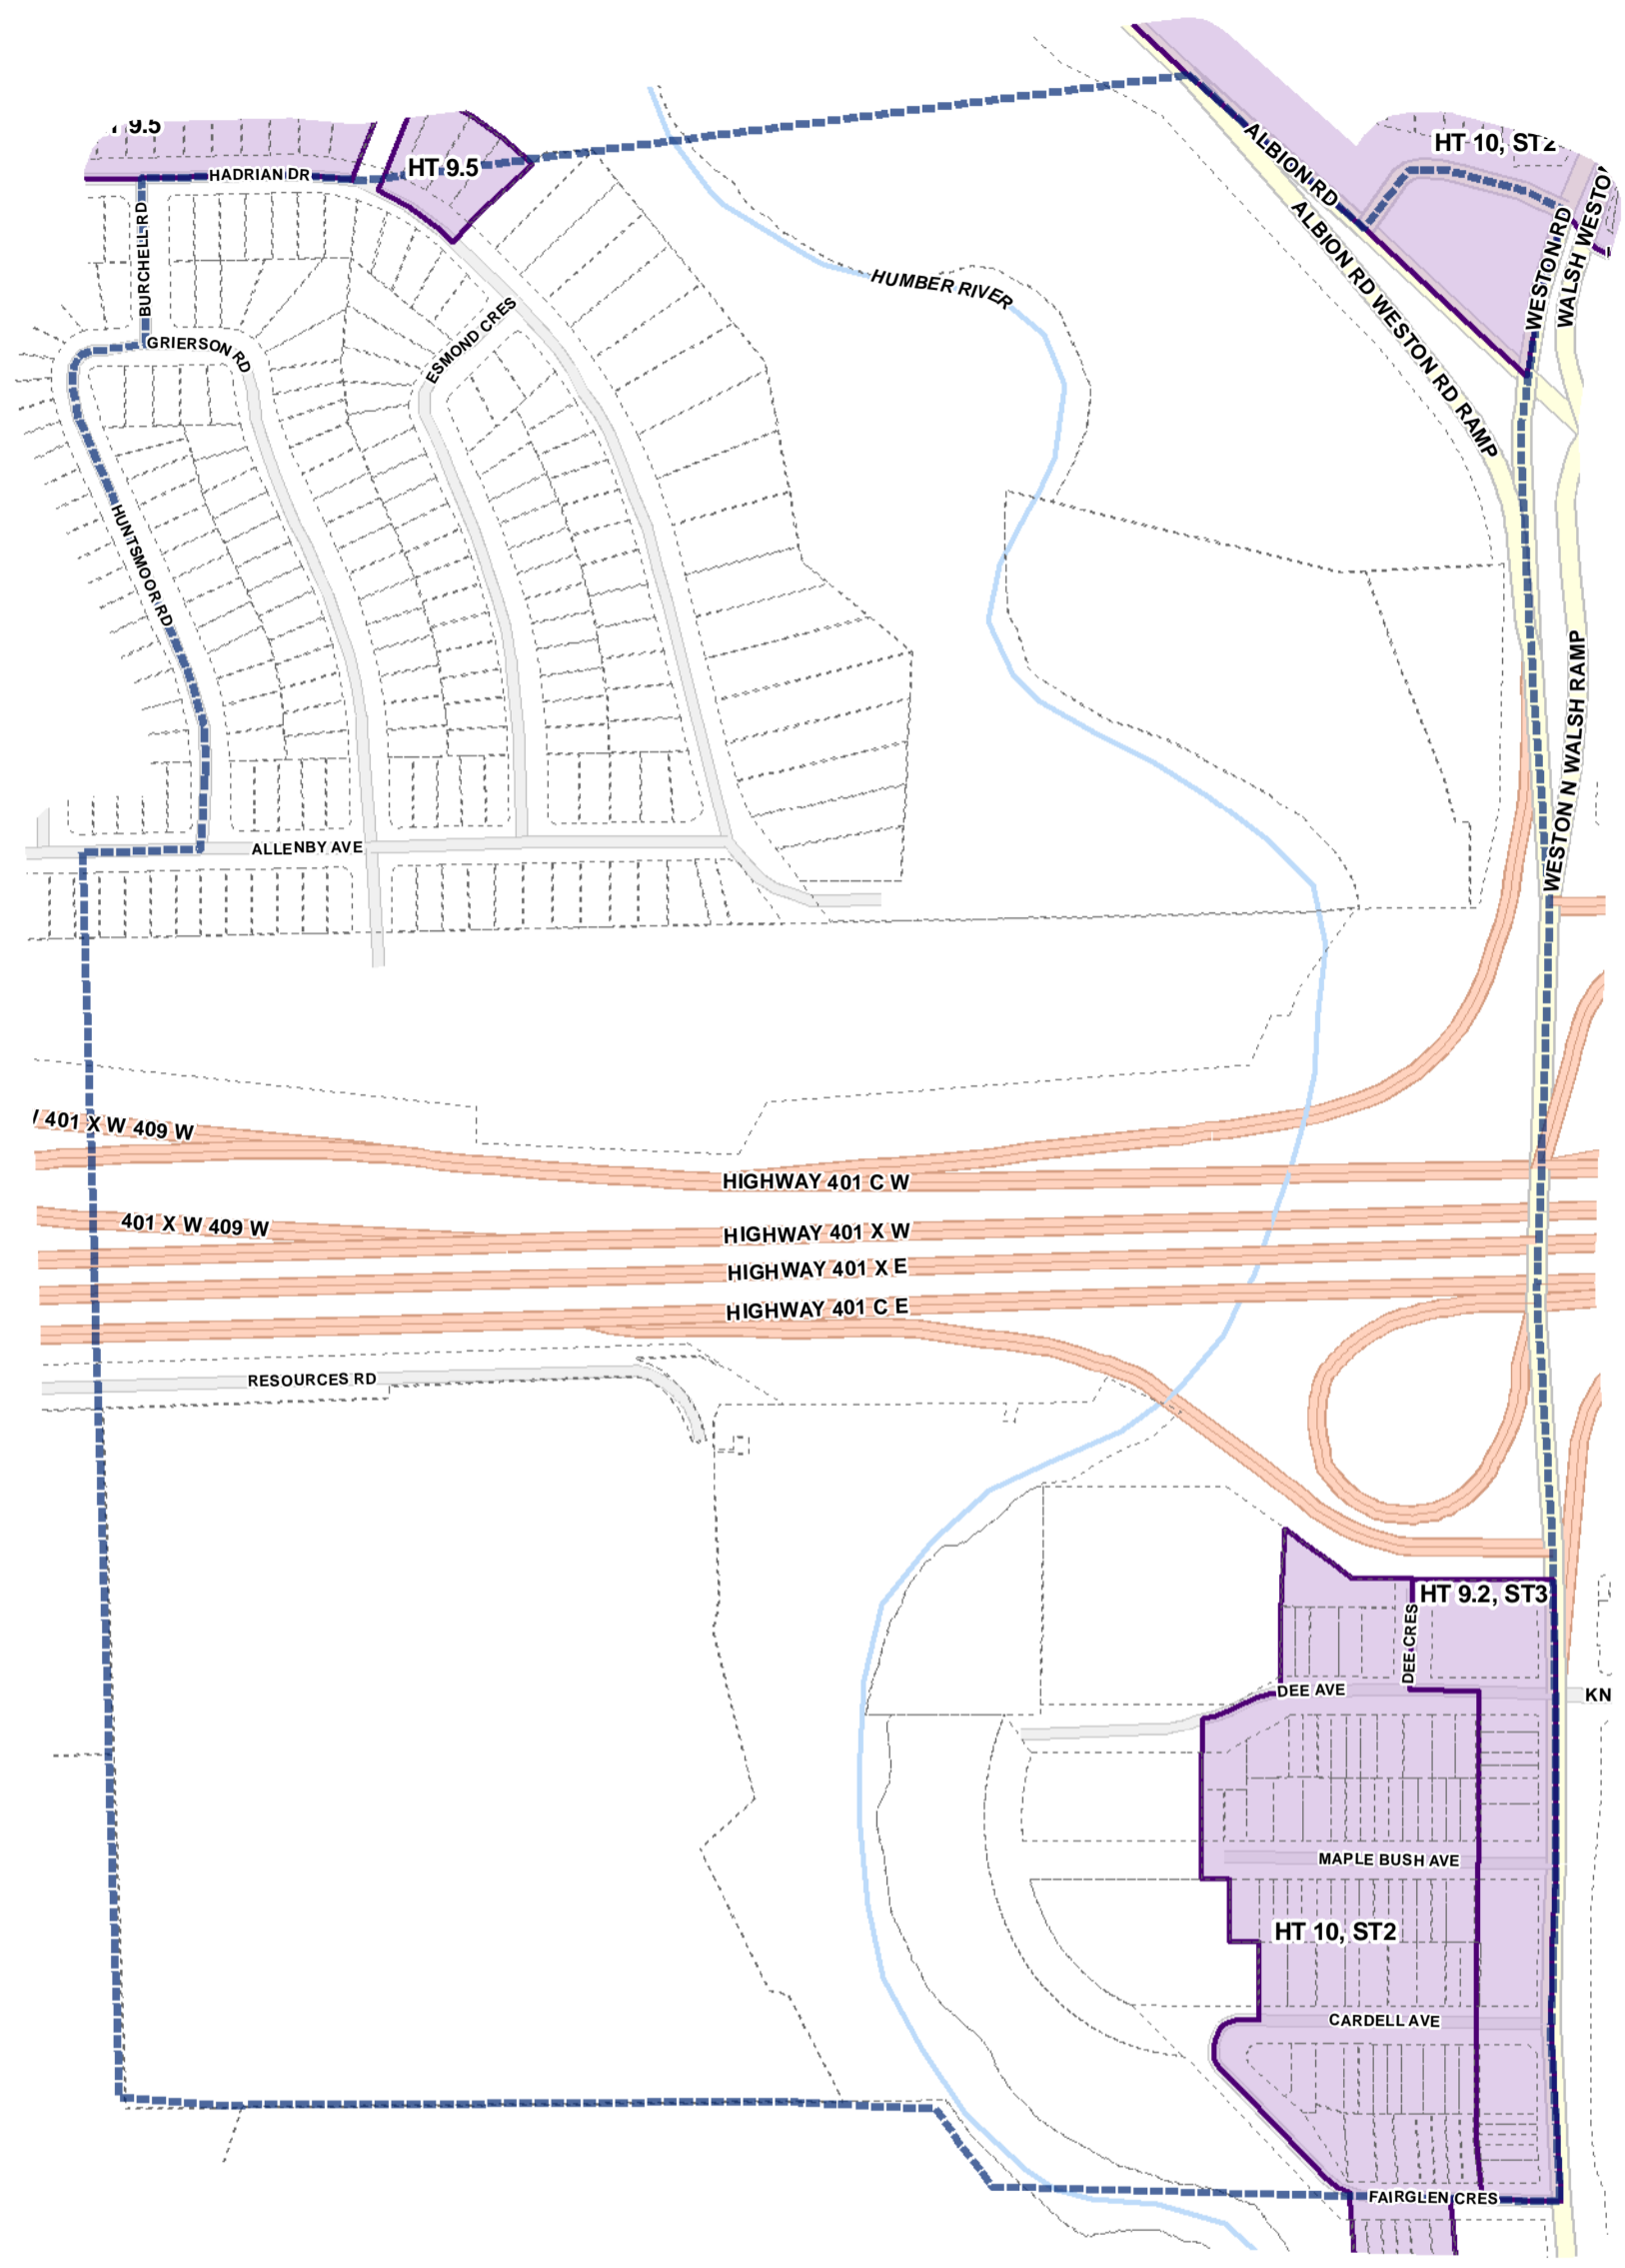 9.5
HT 9.5
HADRIAN DR
BURCHELL RD
GRIERSON RD
ESMOND CRES
HUNTSMOOR RD
ALLENBY AVE
HUMBER RIVER
ALBION RD
ALBION RD WESTON RD RAMP
HT 10, ST2
WESTON RD
WALSH WESTON
WESTON N WALSH RAMP
401 X W 409 W
HIGHWAY 401 C W
401 X W 409 W
HIGHWAY 401 X W
HIGHWAY 401 X E
HIGHWAY 401 C E
RESOURCES RD
HT 9.2, ST3
DEE CRES
DEE AVE
KN
MAPLE BUSH AVE
HT 10, ST2
CARDELL AVE
FAIRGLEN CRES